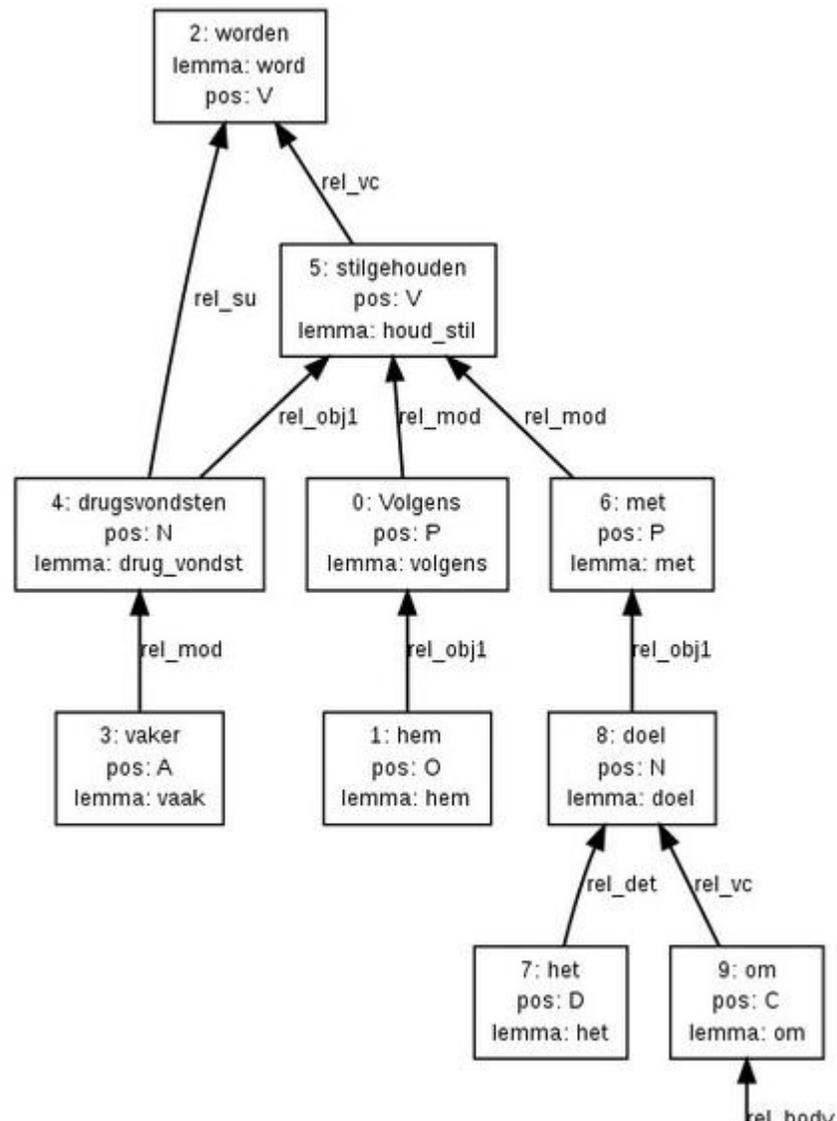 2: worden
lemma: word
pos: V
rel_vc
rel_su
5: stilgehouden
pos: V
lemma: houd_stil
rel_obj1
rel_mod
rel_mod
4: drugsvondsten
pos: N
lemma: drug_vondst
0: Volgens
pos: P
lemma: volgens
6: met
pos: P
lemma: met
rel_mod
rel_obj1
rel_obj1
3: vaker
pos: A
lemma: vaak
1: hem
pos: O
lemma: hem
8: doel
pos: N
lemma: doel
rel_det
rel_vc
7: het
pos: D
lemma: het
9: om
pos: C
lemma: om
rel_body